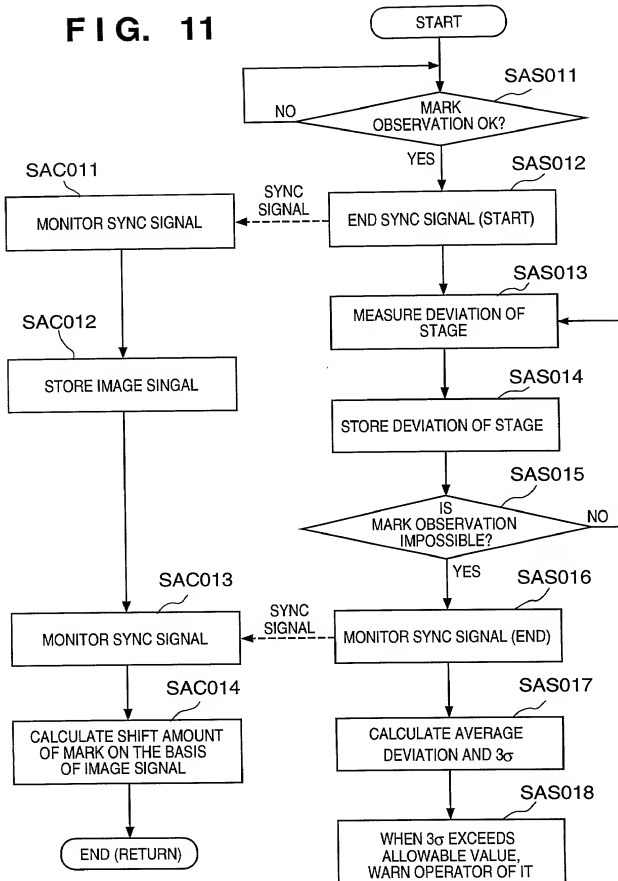 FIG. 11
START
SAS011
NO
MARK
OBSERVATION OK?
YES
SAC011
SAS012
MONITOR SYNC SIGNAL
SYNC
SIGNAL
END SYNC SIGNAL (START)
SAS013
MEASURE DEVIATION OF
STAGE
SAC012
STORE IMAGE SINGAL
SAS014
STORE DEVIATION OF STAGE
SAS015
IS
MARK OBSERVATION
IMPOSSIBLE?
NO
YES
SAC013
SAS016
MONITOR SYNC SIGNAL
SYNC
SIGNAL
MONITOR SYNC SIGNAL (END)
SAC014
SAS017
CALCULATE SHIFT AMOUNT
OF MARK ON THE BASIS
OF IMAGE SIGNAL
CALCULATE AVERAGE
DEVIATION AND 3σ
SAS018
END (RETURN)
WHEN 3σ EXCEEDS
ALLOWABLE VALUE,
WARN OPERATOR OF IT